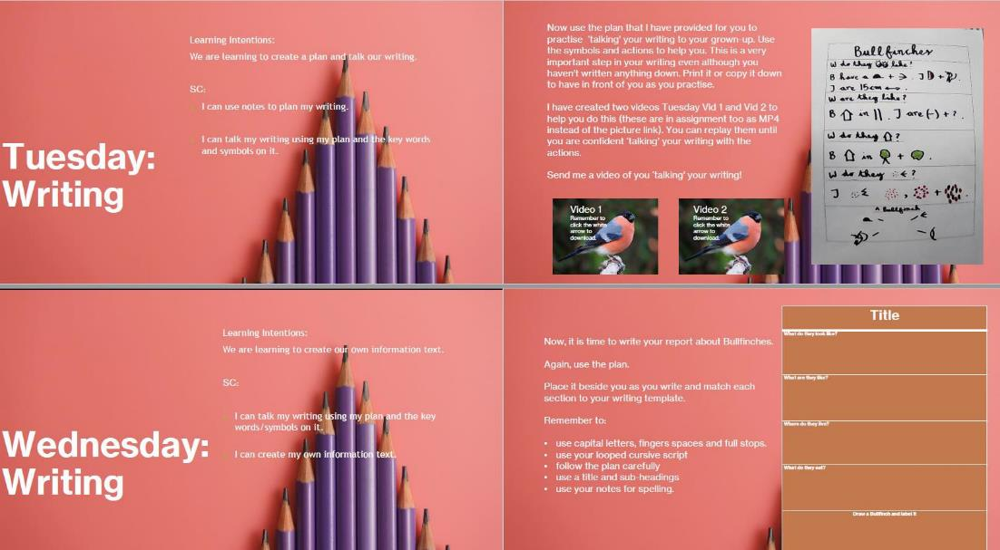 Tuesday:
Writing
Learning Intentions:
We are learning to create a plan and talk our writing.
SC:
I can use notes to plan my writing.
I can talk my writing using my plan and the key words
and symbols on it.
Now use the plan that I have provided for you to
practise 'talking' your writing to your grown-up. Use
the symbols and actions to help you. This is a very
important step in your writing even although you
haven't written anything down. Print it or copy it down
to have in front of you as you practise.
I have created two videos Tuesday Vid 1 and Vid 2 to
help you do this (these are in assignment too as MP4
instead of the picture link). You can replay them until
you are confident 'talking' your writing with the
actions.
Send me a video of you 'talking' your writing!
Video 1
Remember to
click the white
arrow to
download.
Video 2
Remember to
click the white
arrow to
download.
Bullfinches
W do they like?
B have a + . J +
J are 15cm
W are they like?
B in || . J are (-) + ? .
W do they ?
B in + .
W do they ?
J , + .
A Bullfinch
Wednesday:
Writing
Learning Intentions:
We are learning to create our own information text.
SC:
I can talk my writing using my plan and the key
words/symbols on it.
I can create my own information text.
Now, it is time to write your report about Bullfinches.
Again, use the plan.
Place it beside you as you write and match each
section to your writing template.
Remember to:
• use capital letters, fingers spaces and full stops.
• use your looped cursive script
• follow the plan carefully
• use a title and sub-headings
• use your notes for spelling.
Title
What do they look like?
What are they like?
Where do they live?
What do they eat?
Draw a Bullfinch and label it